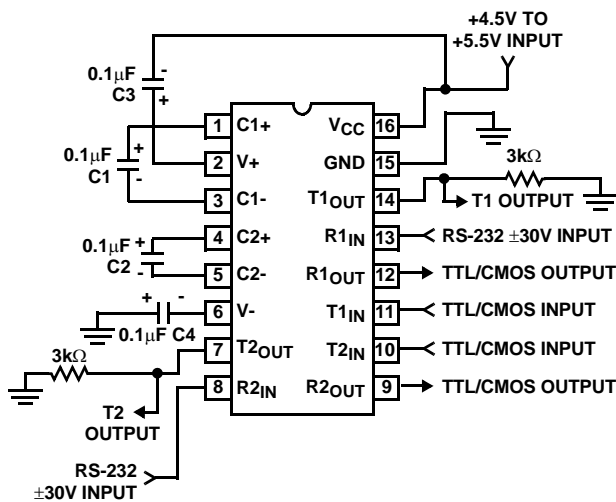 +4.5V TO
+5.5V INPUT
0.1μF
C3
-
+
0.1μF
C1
+
-
1 C1+
2 V+
3 C1-
0.1μF
C2
+
-
4 C2+
5 C2-
+ -
0.1μF C4
6 V-
3kΩ
7 T2OUT
8 R2IN
T2
OUTPUT
RS-232
±30V INPUT
VCC 16
GND 15
3kΩ
T1OUT 14
T1 OUTPUT
R1IN 13 RS-232 ±30V INPUT
R1OUT 12 TTL/CMOS OUTPUT
T1IN 11 TTL/CMOS INPUT
T2IN 10 TTL/CMOS INPUT
R2OUT 9 TTL/CMOS OUTPUT